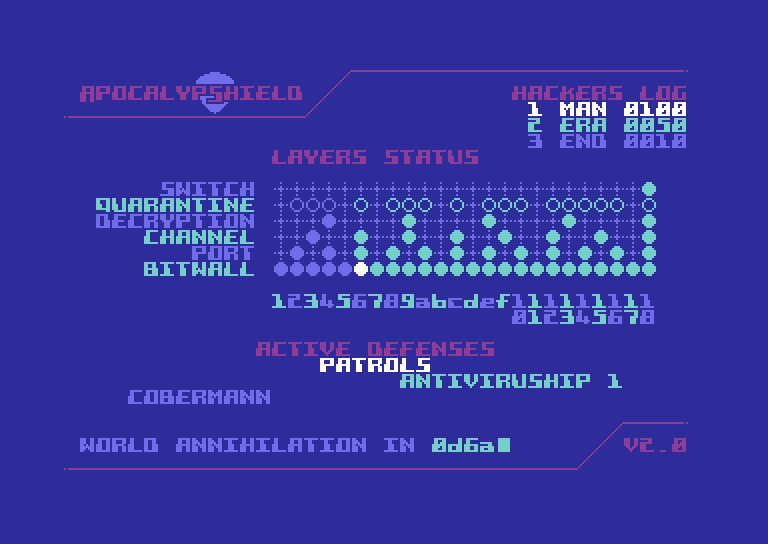 APOCALYPSHIELD
HACKERS LOG
1 MAN 0100
2 ERA 0050
3 END 0010
LAYERS STATUS
SWITCH
QUARANTINE
DECRYPTION
CHANNEL
PORT
BITWALL
123456789abcdef111111111
012345678
ACTIVE DEFENSES
PATROLS
ANTIVIRUSHIP 1
COBERMANN
WORLD ANNIHILATION IN 0d6a
V2.0